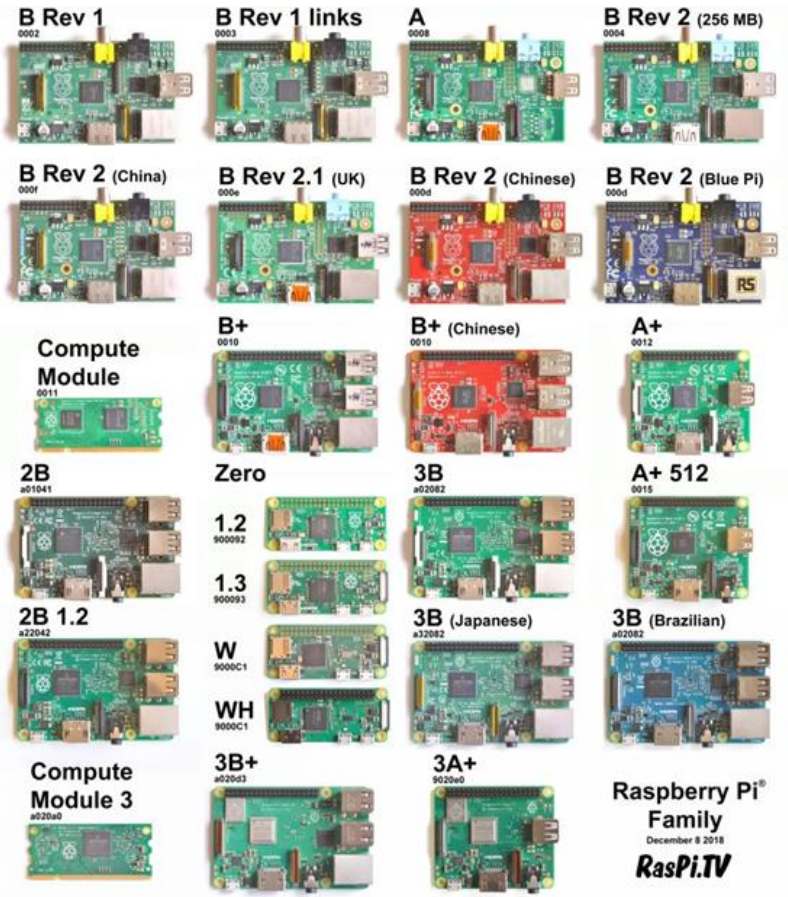 B Rev 1
0002
B Rev 1 links
0003
A
0008
B Rev 2 (256 MB)
0004
B Rev 2 (China)
000f
B Rev 2.1 (UK)
000e
B Rev 2 (Chinese)
000d
B Rev 2 (Blue Pi)
000d
RS
Compute
Module
0011
B+
0010
B+ (Chinese)
0010
A+
0012
2B
a01041
Zero
1.2
900092
1.3
900093
W
9000C1
WH
9000C1
3B
a02082
A+ 512
0015
2B 1.2
a22042
3B (Japanese)
a32082
3B (Brazilian)
a02082
Compute
Module 3
a020a0
3B+
a020d3
3A+
9020e0
Raspberry Pi®
Family
December 8 2018
RasPi.TV